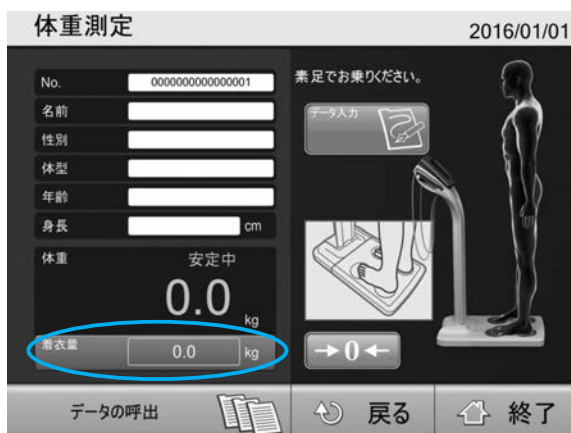 体重測定
2016/01/01
No.
0000000000000001
名前
性別
体型
年齢
身長
cm
体重
安定中
0.0
kg
着衣量
0.0
kg
素足でお乗りください。
データ入力
→0←
データの呼出
戻る
終了